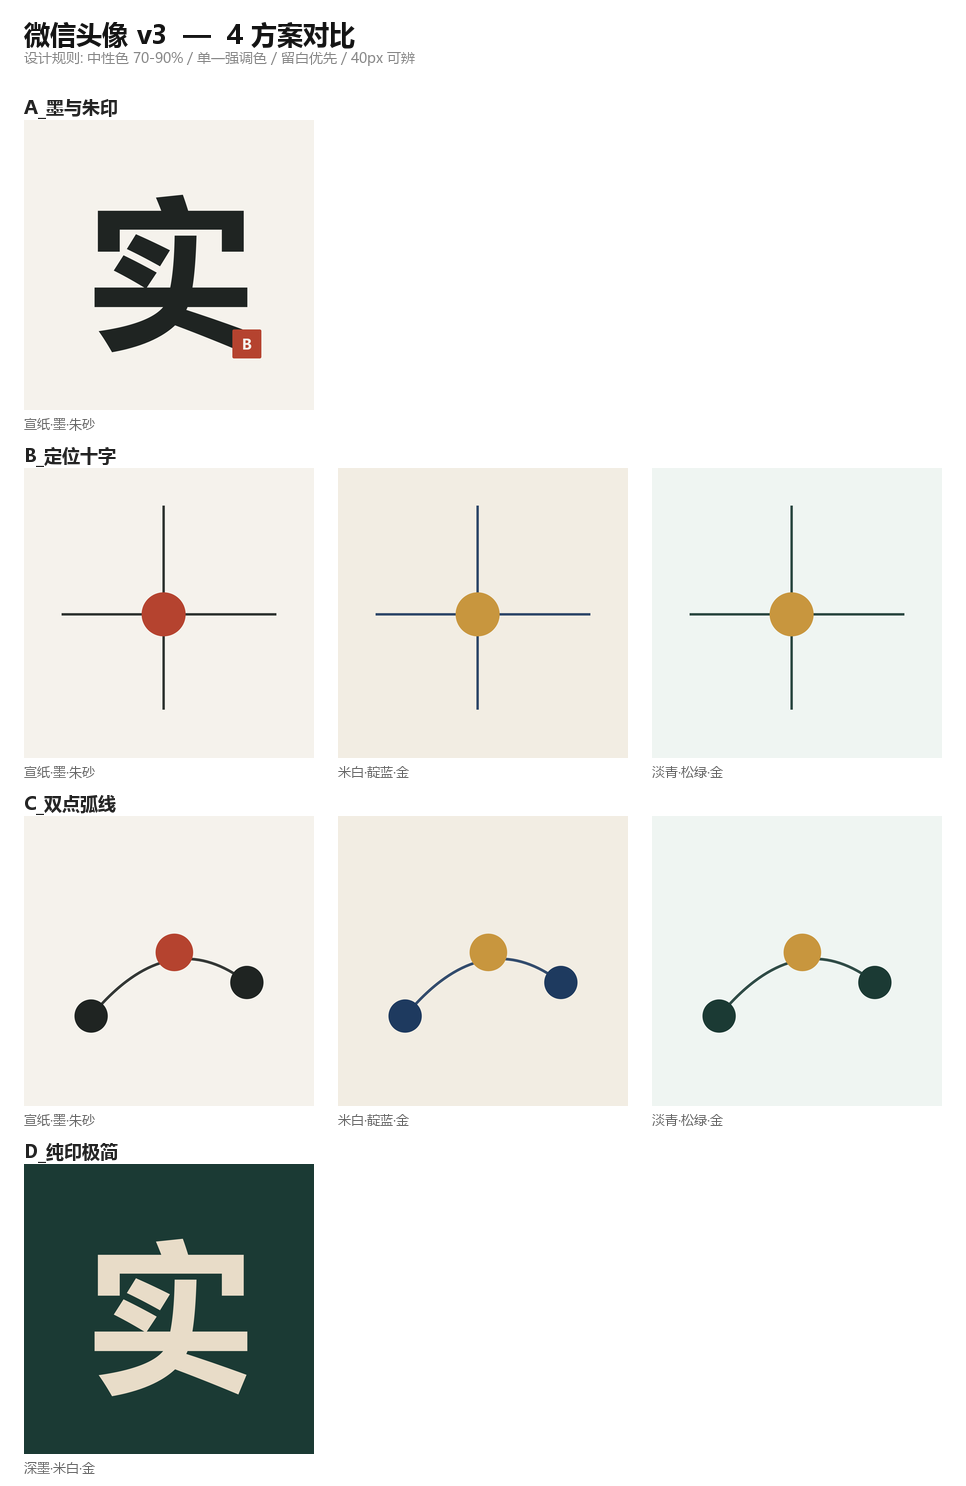 微信头像 v3 — 4 方案对比
设计规则: 中性色 70-90% / 单一强调色 / 留白优先 / 40px 可辨
A_墨与朱印
实
B
宣纸·墨·朱砂
B_定位十字
宣纸·墨·朱砂
米白·靛蓝·金
淡青·松绿·金
C_双点弧线
宣纸·墨·朱砂
米白·靛蓝·金
淡青·松绿·金
D_纯印极简
实
深墨·米白·金